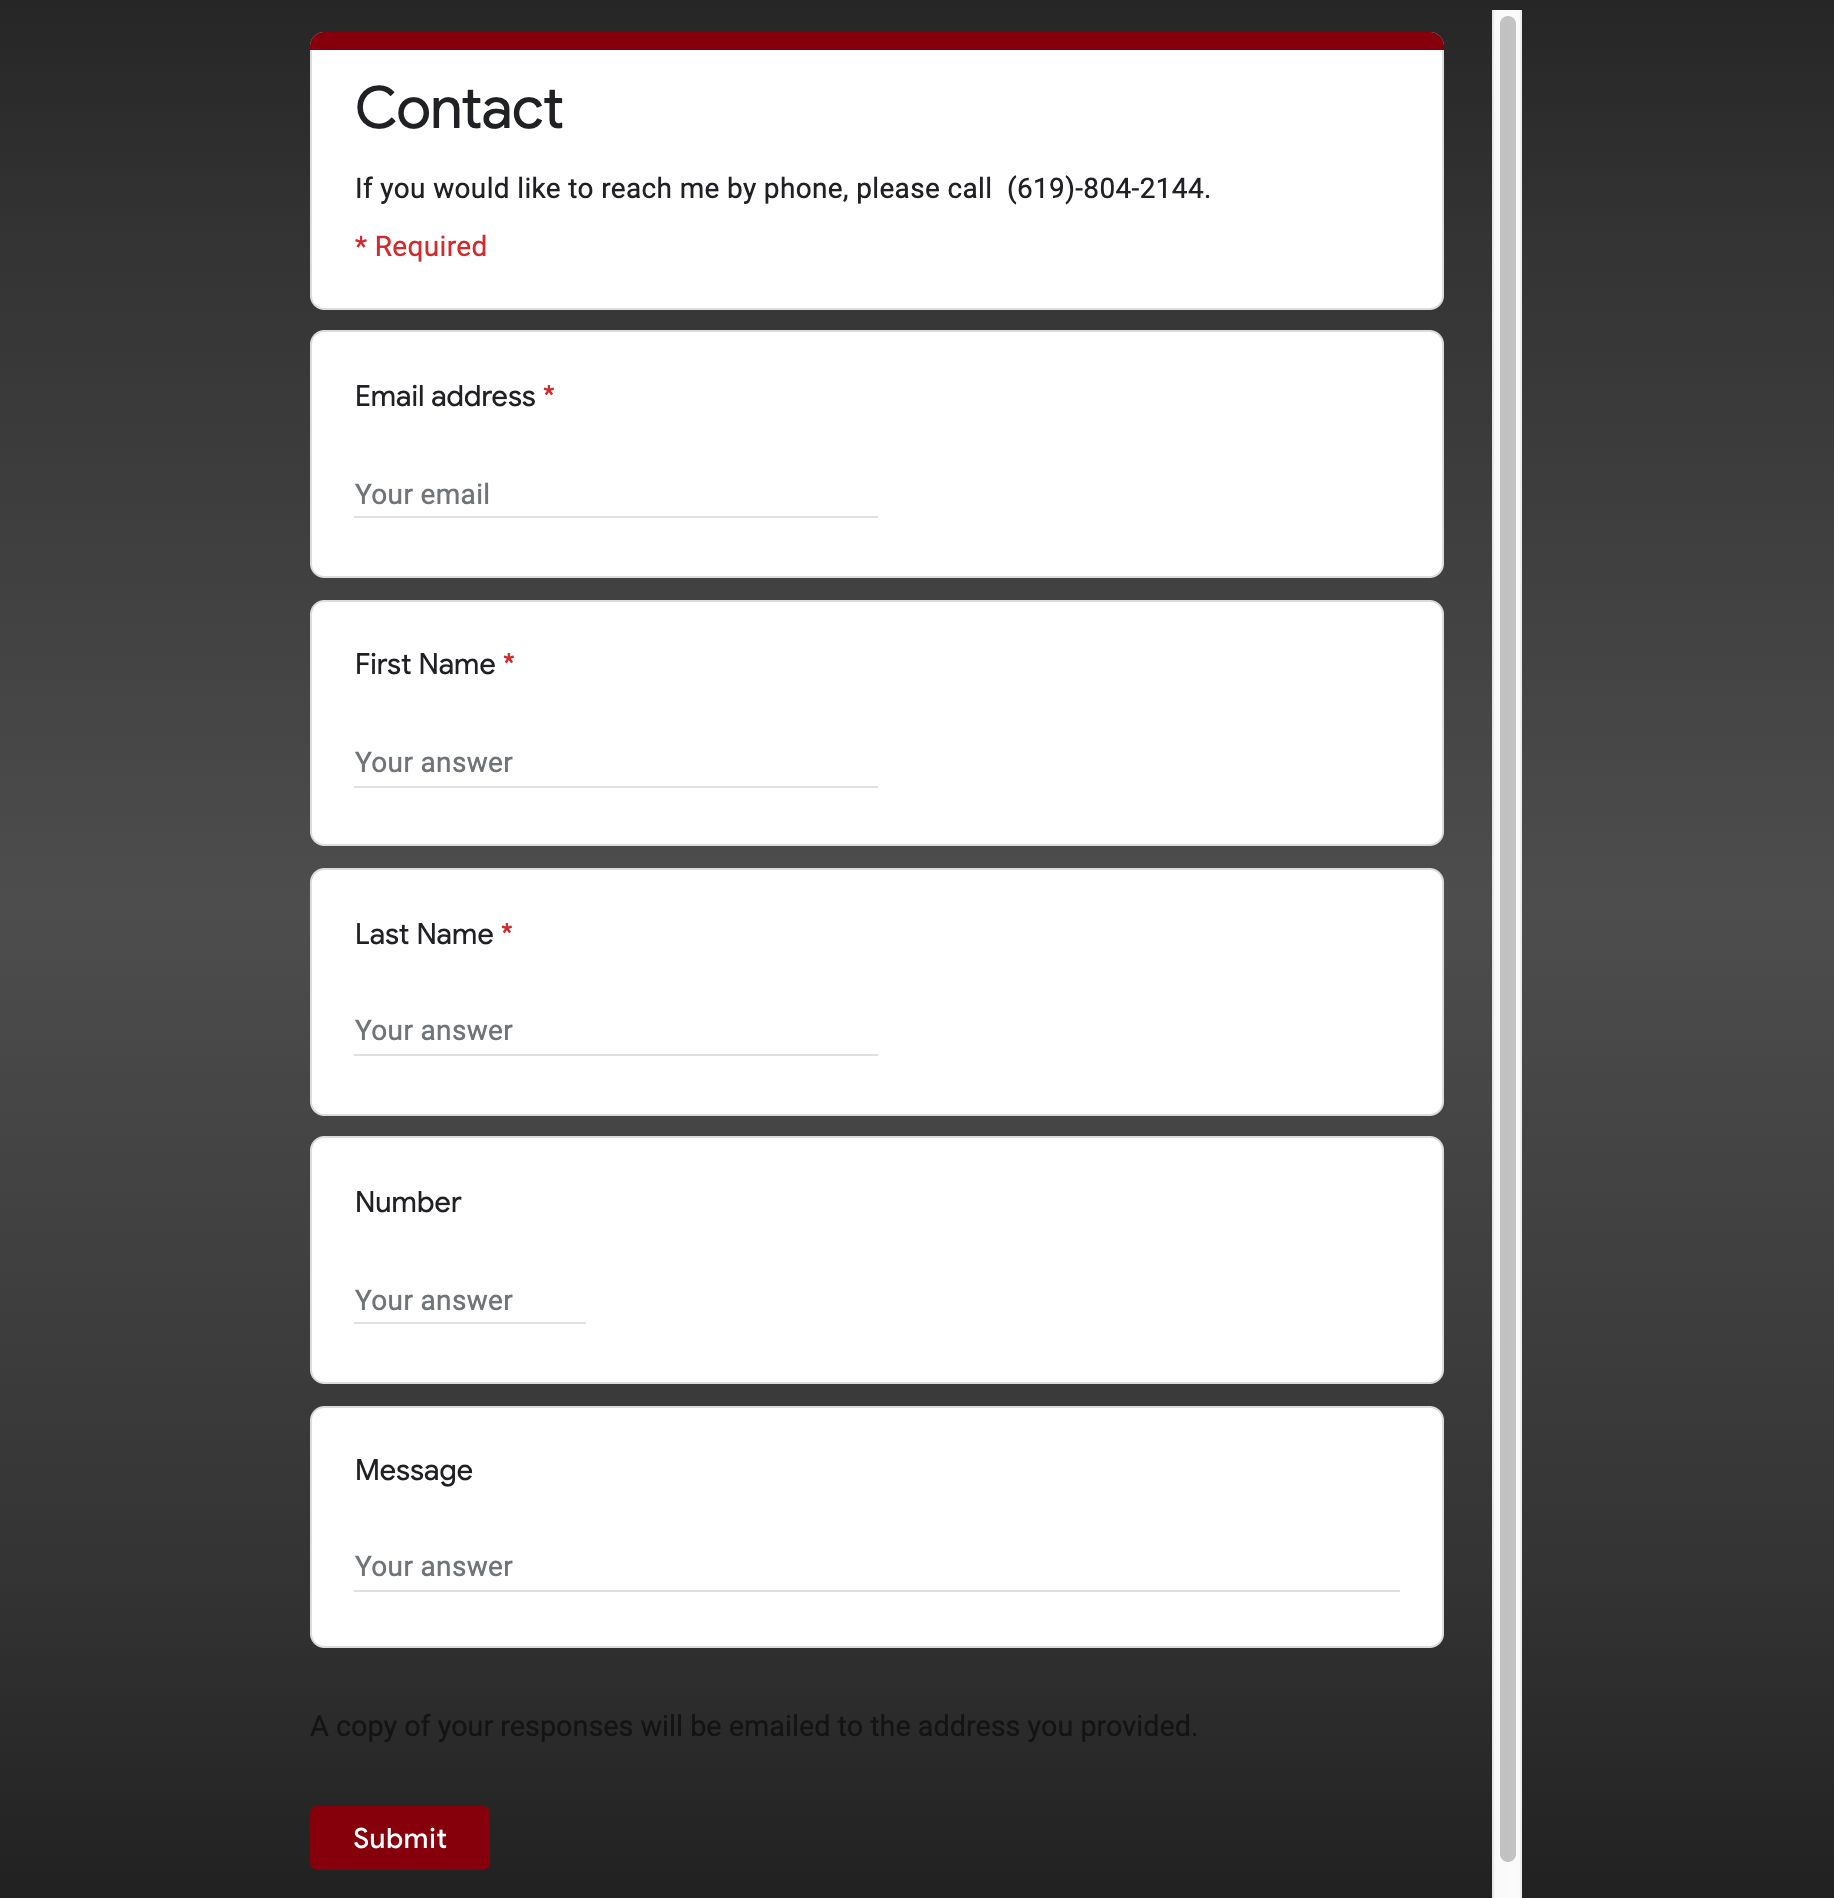 Contact
If you would like to reach me by phone, please call  (619)-804-2144.
* Required
Email address *
Your email
First Name *
Your answer
Last Name *
Your answer
Number
Your answer
Message
Your answer
A copy of your responses will be emailed to the address you provided.
Submit